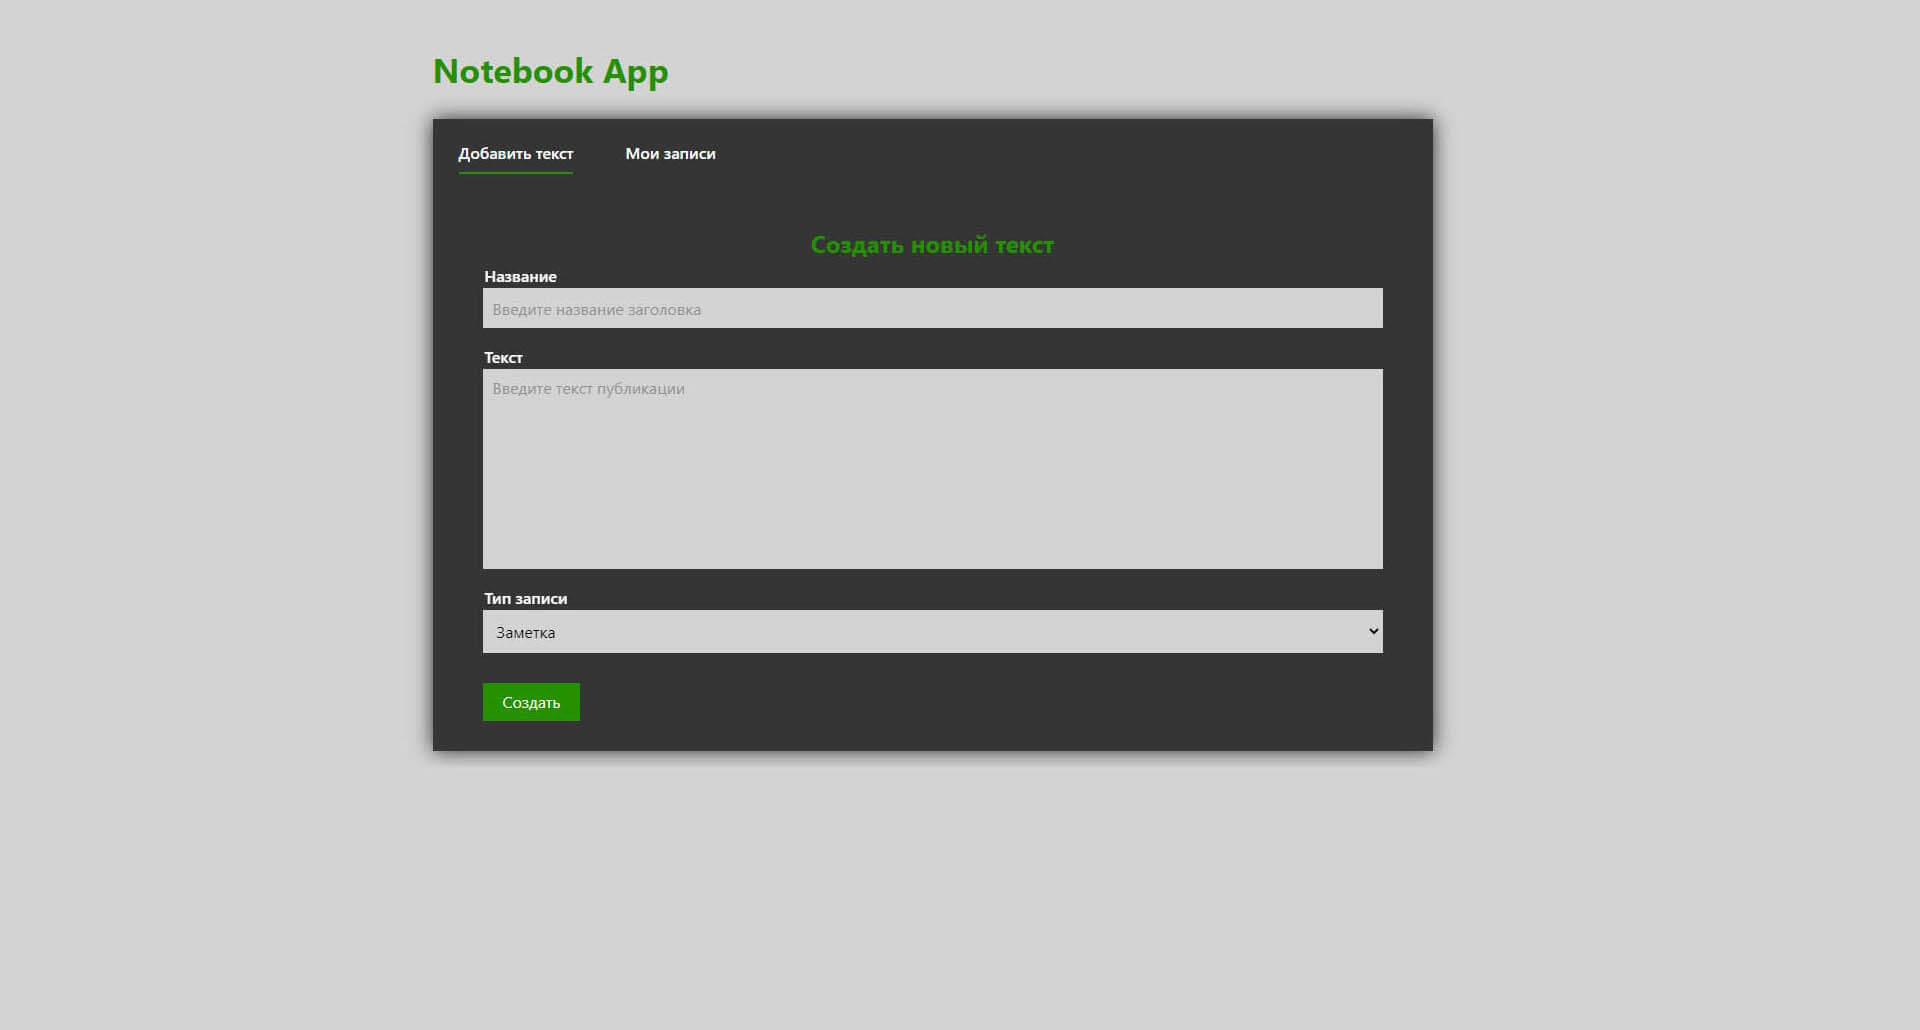 Notebook App
Добавить текст
Мои записи
Создать новый текст
Название
Введите название заголовка
Текст
Введите текст публикации
Тип записи
Заметка
Создать